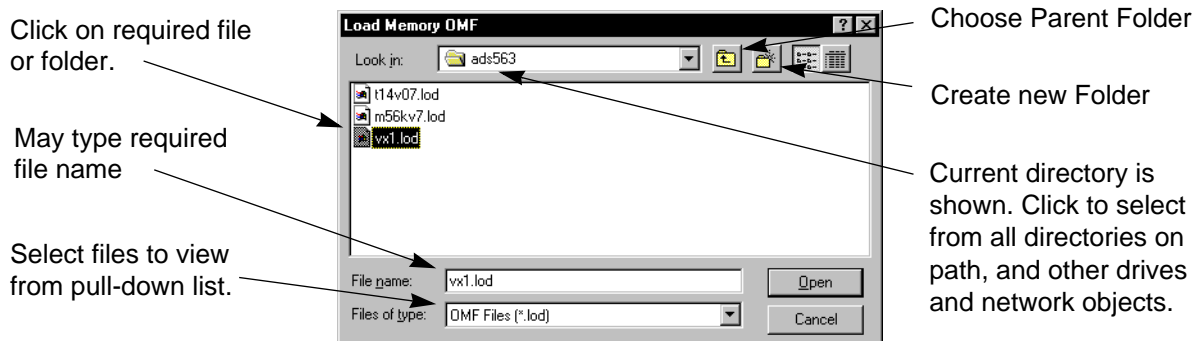 Click on required file
or folder.
May type required
file name
Select files to view
from pull-down list.
Load Memory OMF
Look in:
ads563
t14v07.lod
m56kv7.lod
vx1.lod
File name:
vx1.lod
Open
Files of type:
OMF Files (*.lod)
Cancel
Choose Parent Folder
Create new Folder
Current directory is
shown. Click to select
from all directories on
path, and other drives
and network objects.